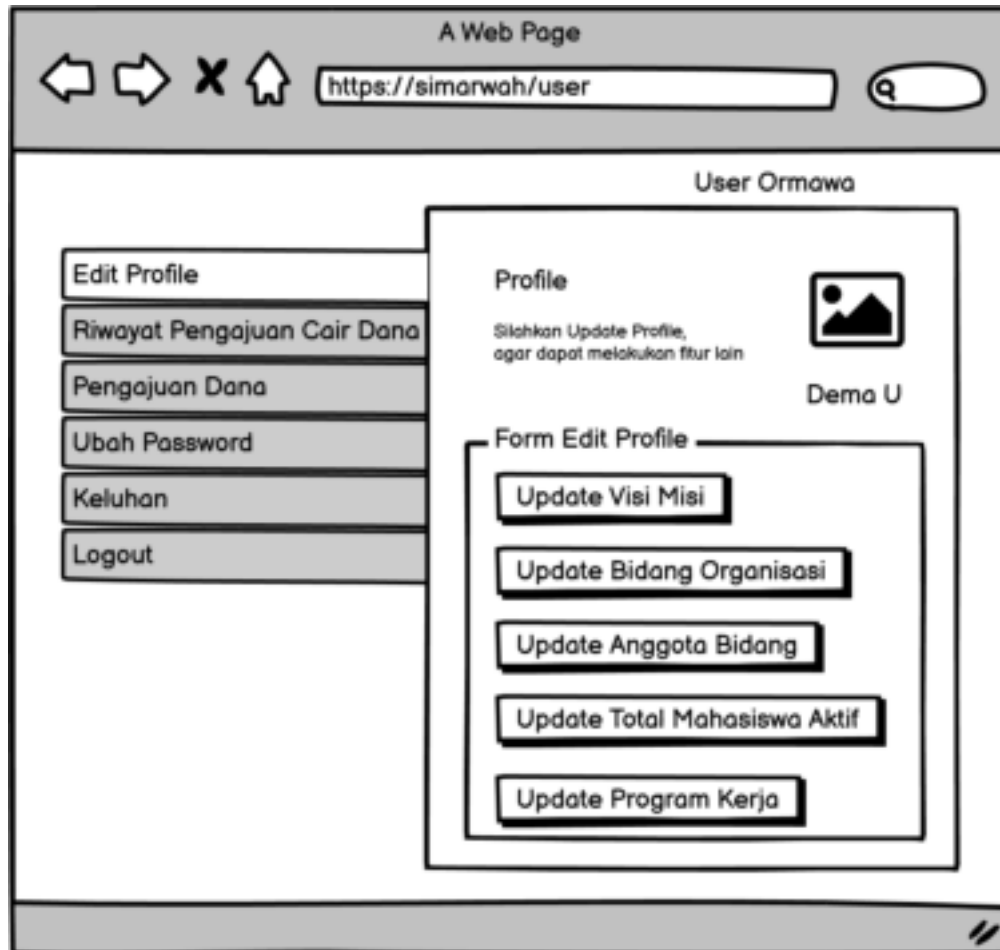 A Web Page
https://simarwah/user
User Ormawa
Edit Profile
Riwayat Pengajuan Cair Dana
Pengajuan Dana
Ubah Password
Keluhan
Logout
Profile
Silahkan Update Profile,
agar dapat melakukan fitur lain
Dema U
Form Edit Profile
Update Visi Misi
Update Bidang Organisasi
Update Anggota Bidang
Update Total Mahasiswa Aktif
Update Program Kerja